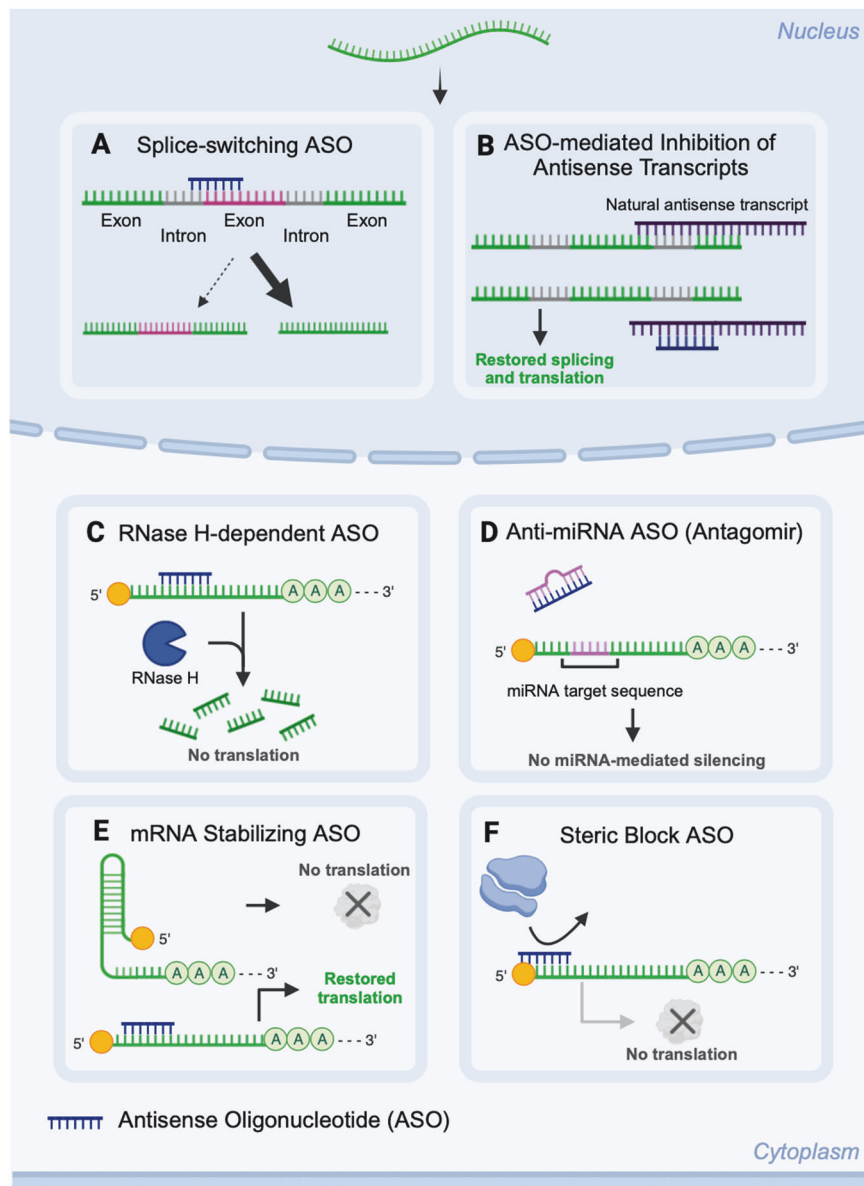 Nucleus
A Splice-switching ASO
Exon Exon Exon
Intron Intron
B ASO-mediated Inhibition of
Antisense Transcripts
Natural antisense transcript
Restored splicing
and translation
C RNase H-dependent ASO
5' A A A - - - 3'
RNase H
No translation
D Anti-miRNA ASO (Antagomir)
5' A A A - - - 3'
miRNA target sequence
No miRNA-mediated silencing
E mRNA Stabilizing ASO
No translation
5'
A A A - - - 3'
Restored
translation
5' A A A - - - 3'
F Steric Block ASO
5' A A A - - - 3'
No translation
Antisense Oligonucleotide (ASO)
Cytoplasm